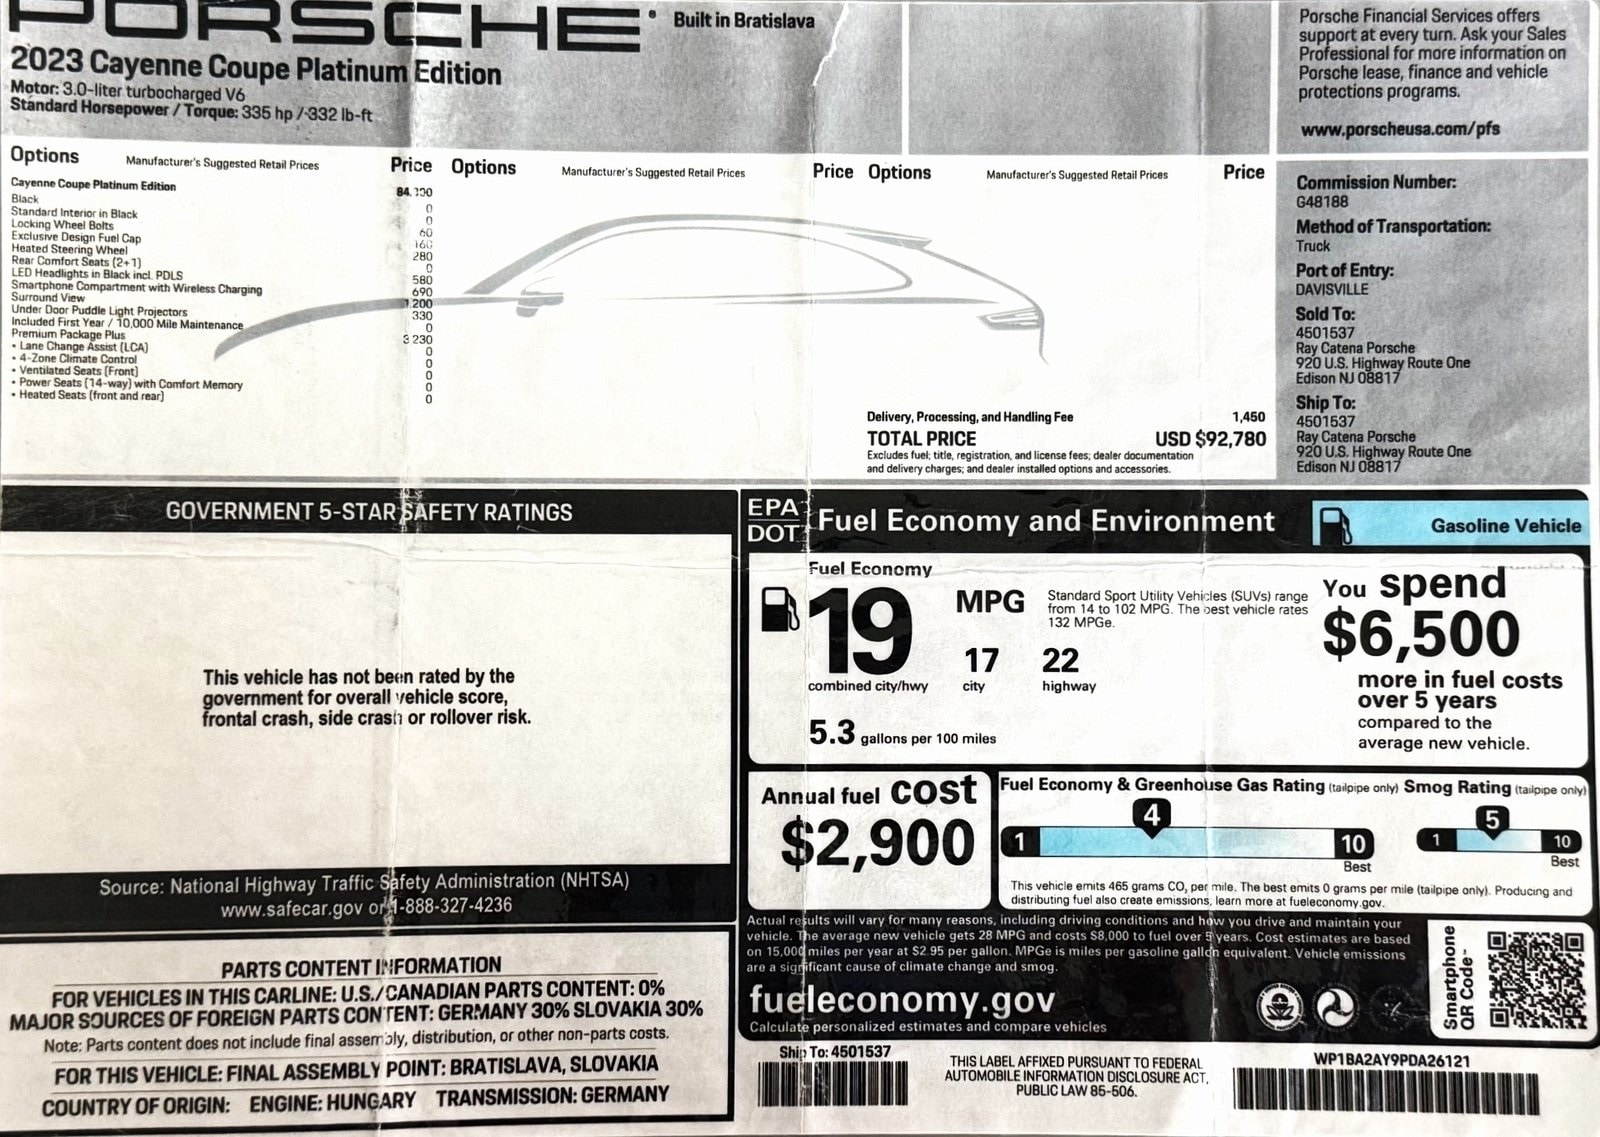 PORSCHE®
Built in Bratislava
2023 Cayenne Coupe Platinum Edition
Motor: 3.0-liter turbocharged V6
Standard Horsepower / Torque: 335 hp / 332 lb-ft
Porsche Financial Services offers
support at every turn. Ask your Sales
Professional for more information on
Porsche lease, finance and vehicle
protections programs.
www.porscheusa.com/pfs
Options Manufacturer's Suggested Retail Prices Price
Options Manufacturer's Suggested Retail Prices Price
Options Manufacturer's Suggested Retail Prices Price
Cayenne Coupe Platinum Edition
Black 0
Standard Interior in Black 0
Locking Wheel Bolts 60
Exclusive Design Fuel Cap 160
Heated Steering Wheel 280
Rear Comfort Seats (2+1) 0
LED Headlights in Black incl. PDLS 580
Smartphone Compartment with Wireless Charging 690
Surround View 1 200
Under Door Puddle Light Projectors 330
Included First Year / 10,000 Mile Maintenance 0
Premium Package Plus 3 230
• Lane Change Assist (LCA) 0
• 4-Zone Climate Control 0
• Ventilated Seats (Front) 0
• Power Seats (14-way) with Comfort Memory 0
• Heated Seats (front and rear) 0
Delivery, Processing, and Handling Fee 1,450
TOTAL PRICE USD $92,780
Excludes fuel; title, registration, and license fees; dealer documentation
and delivery charges; and dealer installed options and accessories.
Commission Number:
G48188
Method of Transportation:
Truck
Port of Entry:
DAVISVILLE
Sold To:
4501537
Ray Catena Porsche
920 U.S. Highway Route One
Edison NJ 08817
Ship To:
4501537
Ray Catena Porsche
920 U.S. Highway Route One
Edison NJ 08817
GOVERNMENT 5-STAR SAFETY RATINGS
This vehicle has not been rated by the
government for overall vehicle score,
frontal crash, side crash or rollover risk.
Source: National Highway Traffic Safety Administration (NHTSA)
www.safecar.gov or 1-888-327-4236
PARTS CONTENT INFORMATION
FOR VEHICLES IN THIS CARLINE: U.S./CANADIAN PARTS CONTENT: 0%
MAJOR SOURCES OF FOREIGN PARTS CONTENT: GERMANY 30% SLOVAKIA 30%
Note: Parts content does not include final assembly, distribution, or other non-parts costs.
FOR THIS VEHICLE: FINAL ASSEMBLY POINT: BRATISLAVA, SLOVAKIA
COUNTRY OF ORIGIN: ENGINE: HUNGARY TRANSMISSION: GERMANY
EPA
DOT
Fuel Economy and Environment
Gasoline Vehicle
Fuel Economy
19 MPG
combined city/hwy
17
city
22
highway
5.3 gallons per 100 miles
Standard Sport Utility Vehicles (SUVs) range
from 14 to 102 MPG. The best vehicle rates
132 MPGe.
You spend
$6,500
more in fuel costs
over 5 years
compared to the
average new vehicle.
Annual fuel cost
$2,900
Fuel Economy & Greenhouse Gas Rating (tailpipe only)
4
1 10
Best
Smog Rating (tailpipe only)
5
1 10
Best
This vehicle emits 465 grams CO₂ per mile. The best emits 0 grams per mile (tailpipe only). Producing and
distributing fuel also create emissions, learn more at fueleconomy.gov.
Actual results will vary for many reasons, including driving conditions and how you drive and maintain your
vehicle. The average new vehicle gets 28 MPG and costs $8,000 to fuel over 5 years. Cost estimates are based
on 15,000 miles per year at $2.95 per gallon. MPGe is miles per gasoline gallon equivalent. Vehicle emissions
are a significant cause of climate change and smog.
fueleconomy.gov
Calculate personalized estimates and compare vehicles
Smartphone
QR Code™
Ship To: 4501537
THIS LABEL AFFIXED PURSUANT TO FEDERAL
AUTOMOBILE INFORMATION DISCLOSURE ACT,
PUBLIC LAW 85-506.
WP1BA2AY9PDA26121